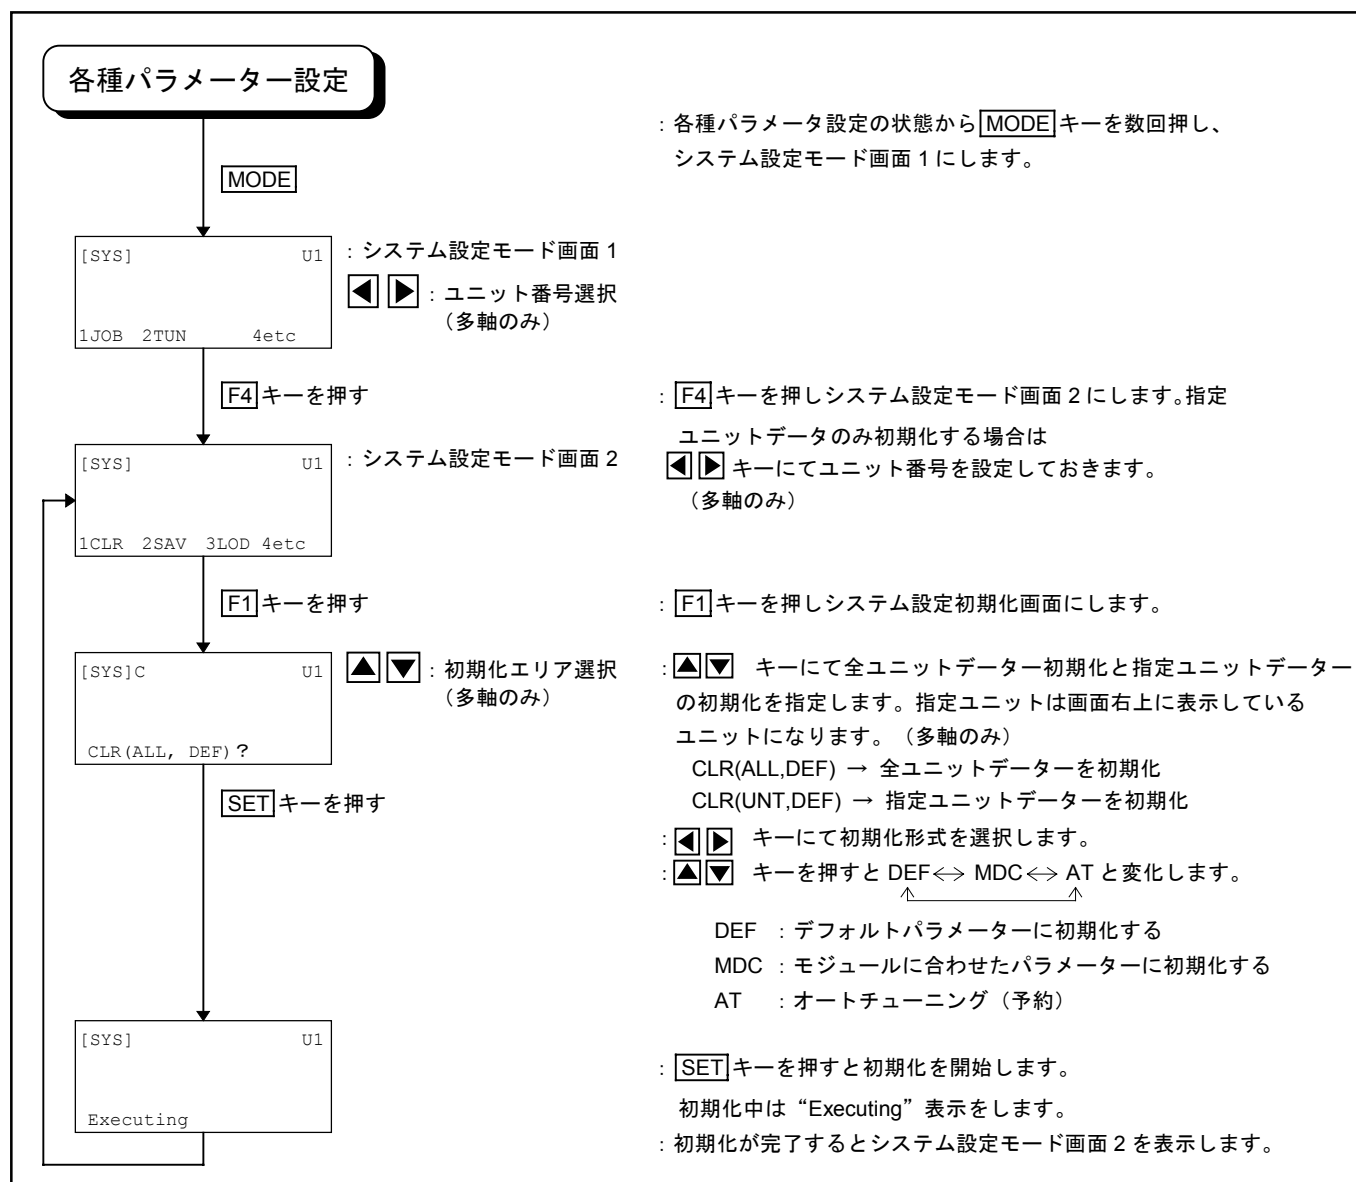 各種パラメーター設定
：各種パラメータ設定の状態からMODEキーを数回押し、
システム設定モード画面 1 にします。
MODE
[SYS] U1
1JOB 2TUN 4etc
：システム設定モード画面 1
◀ ▶：ユニット番号選択
（多軸のみ）
F4キーを押す
：F4キーを押しシステム設定モード画面 2 にします。指定
ユニットデータのみ初期化する場合は
◀ ▶ キーにてユニット番号を設定しておきます。
（多軸のみ）
[SYS] U1
1CLR 2SAV 3LOD 4etc
：システム設定モード画面 2
F1キーを押す
：F1キーを押しシステム設定初期化画面にします。
[SYS]C U1
CLR(ALL, DEF)?
▲ ▼：初期化エリア選択
（多軸のみ）
：▲ ▼ キーにて全ユニットデーター初期化と指定ユニットデーター
の初期化を指定します。指定ユニットは画面右上に表示している
ユニットになります。（多軸のみ）
CLR(ALL,DEF) → 全ユニットデーターを初期化
CLR(UNT,DEF) → 指定ユニットデーターを初期化
SETキーを押す
：◀ ▶ キーにて初期化形式を選択します。
：▲ ▼ キーを押すと DEF↔ MDC↔ AT と変化します。
DEF ：デフォルトパラメーターに初期化する
MDC ：モジュールに合わせたパラメーターに初期化する
AT ：オートチューニング（予約）
[SYS] U1
Executing
：SETキーを押すと初期化を開始します。
初期化中は“Executing”表示をします。
：初期化が完了するとシステム設定モード画面 2 を表示します。